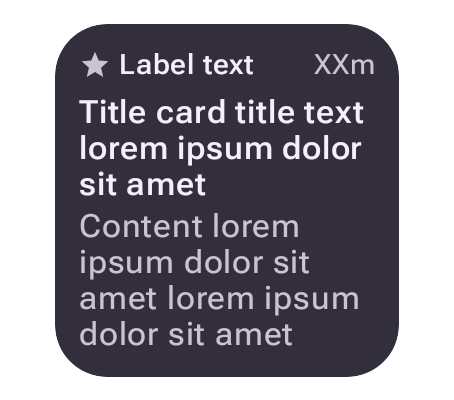 Label text XXm
Title card title text
lorem ipsum dolor
sit amet
Content lorem
ipsum dolor sit
amet lorem ipsum
dolor sit amet